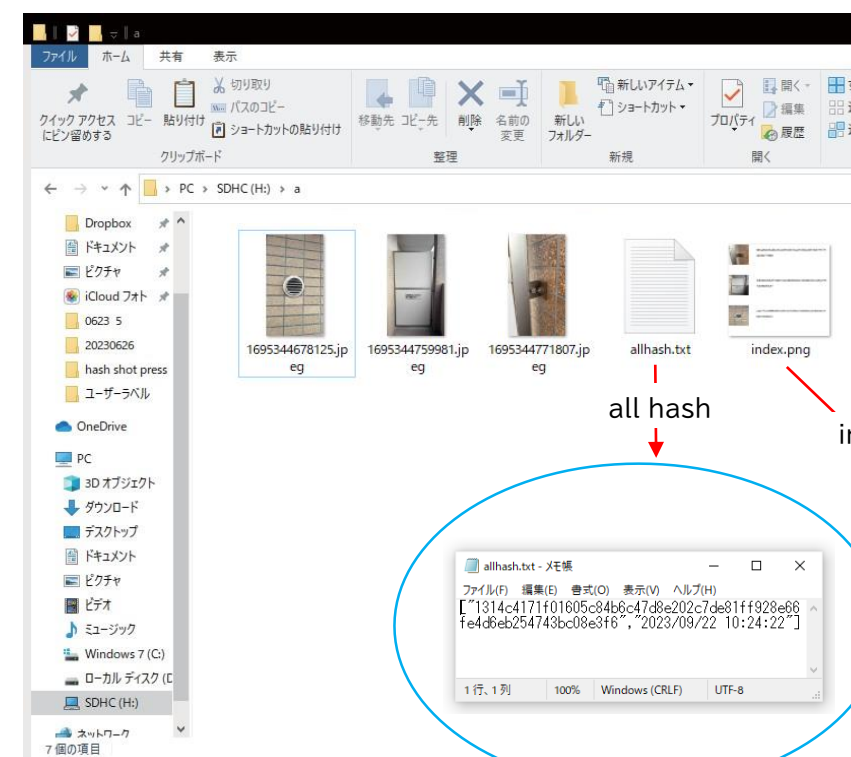 a
ファイル ホーム 共有 表示
クイック アクセス
にピン留めする
コピー
貼り付け
切り取り
パスのコピー
ショートカットの貼り付け
クリップボード
移動先
コピー先
削除
名前の
変更
整理
新しい
フォルダー
新しいアイテム
ショートカット
新規
プロパティ
開く
編集
履歴
開く
PC > SDHC (H:) > a
Dropbox
ドキュメント
ピクチャ
iCloud フォト
0623 5
20230626
hash shot press
ユーザーラベル
OneDrive
PC
3D オブジェクト
ダウンロード
デスクトップ
ドキュメント
ピクチャ
ビデオ
ミュージック
Windows 7 (C:)
ローカル ディスク (D
SDHC (H:)
ネットワーク
7 個の項目
1695344678125.jp
eg
1695344759981.jp
eg
1695344771807.jp
eg
allhash.txt
index.png
all hash
allhash.txt - メモ帳
ファイル(F) 編集(E) 書式(O) 表示(V) ヘルプ(H)
["1314c4171f01605c84b6c47d8e202c7de81ff928e66
fe4d6eb254743bc08e3f6","2023/09/22 10:24:22"]
1 行、1 列 100% Windows (CRLF) UTF-8